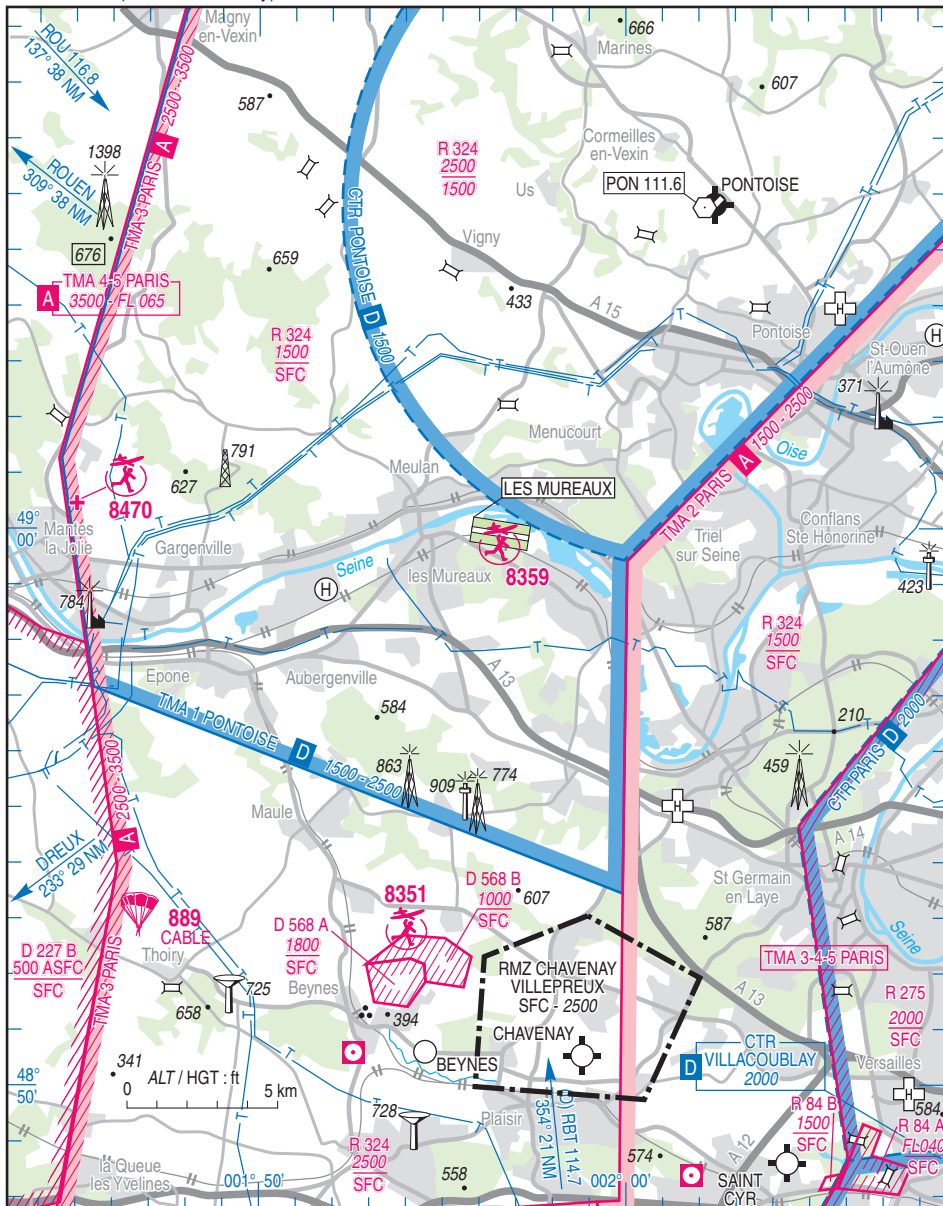 Magny
en-Vexin
666
Marines
ROU 116.8
137° 38 NM
587
607
2500 - 3500
A
TMA 3 PARIS
Cormeilles
en-Vexin
R 324
2500
1500
1398
ROUEN
309° 38 NM
Us
PON 111.6
PONTOISE
676
CTR PONTOISE
D
1500
Vigny
659
433
A 15
A
TMA 4-5 PARIS
3500 - FL 065
R 324
1500
SFC
Pontoise
H
H
St-Ouen
l'Aumone
371
Menucourt
Oise
791
627
Meulan
8470
LES MUREAUX
TMA 2 PARIS
A
1500 - 2500
49°
00'
Mantes
la Jolie
Gargenville
Seine
les Mureaux
8359
Triel
sur Seine
Conflans
Ste Honorine
423
784
H
R 324
1500
SFC
A 13
Epone
Aubergenville
584
210
TMA 1 PONTOISE
D
1500 - 2500
863
909
774
459
CTR PARIS
D
2000
2500 - 3500
A
TMA 3 PARIS
Maule
H
A 14
DREUX
233° 29 NM
607
St Germain
en Laye
Seine
889
CABLE
8351
D 568 B
1000
SFC
D 568 A
1800
SFC
587
D 227 B
500 ASFC
SFC
Thoiry
Beynes
RMZ CHAVENAY
VILLEPREUX
SFC - 2500
CHAVENAY
A 13
TMA 3-4-5 PARIS
R 275
2000
SFC
725
658
394
BEYNES
341
48°
50'
ALT / HGT : ft
0 5 km
D
CTR
VILLACOUBLAY
2000
Versailles
H
584
728
Plaisir
(D) RBT 114.7
354° 21 NM
R 84 B
1500
SFC
R 84 A
FL040
SFC
A 12
R 324
2500
SFC
574
SAINT
CYR
la Queue
les Yvelines
001° 50'
558
002° 00'